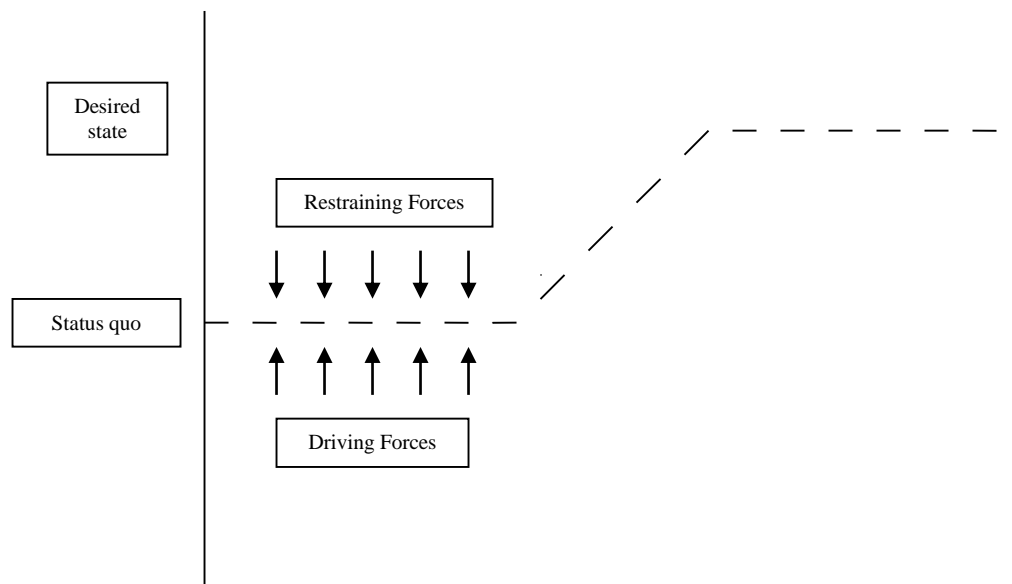 Desired
state
Restraining Forces
Status quo
Driving Forces